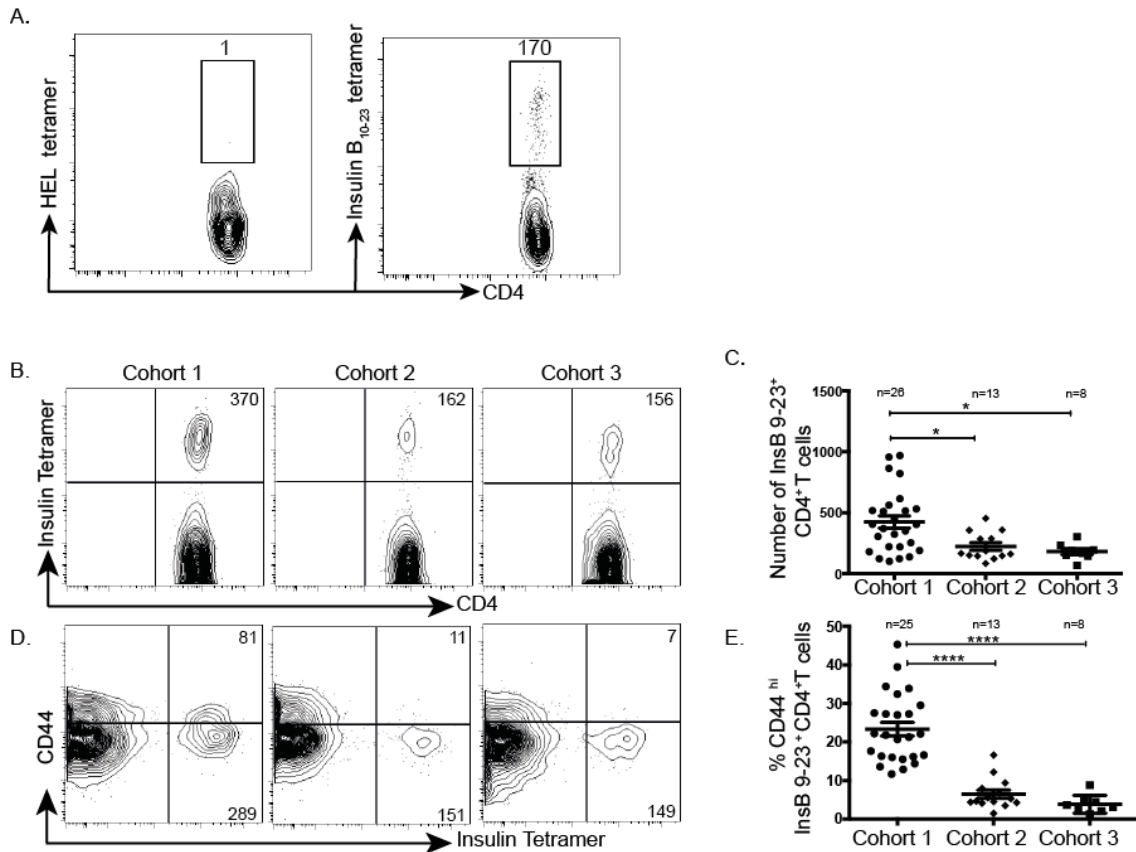 A.
1
170
HEL tetramer
Insulin B10-23 tetramer
CD4
B.
Cohort 1
Cohort 2
Cohort 3
370
162
156
Insulin Tetramer
CD4
C.
1500
1000
500
0
Number of InsB 9-23+
CD4+T cells
n=26
n=13
n=8
*
*
Cohort 1
Cohort 2
Cohort 3
D.
81
11
7
289
151
149
CD44
Insulin Tetramer
E.
50
40
30
20
10
0
% CD44 hi
InsB 9-23+ CD4+T cells
n=25
n=13
n=8
****
****
Cohort 1
Cohort 2
Cohort 3